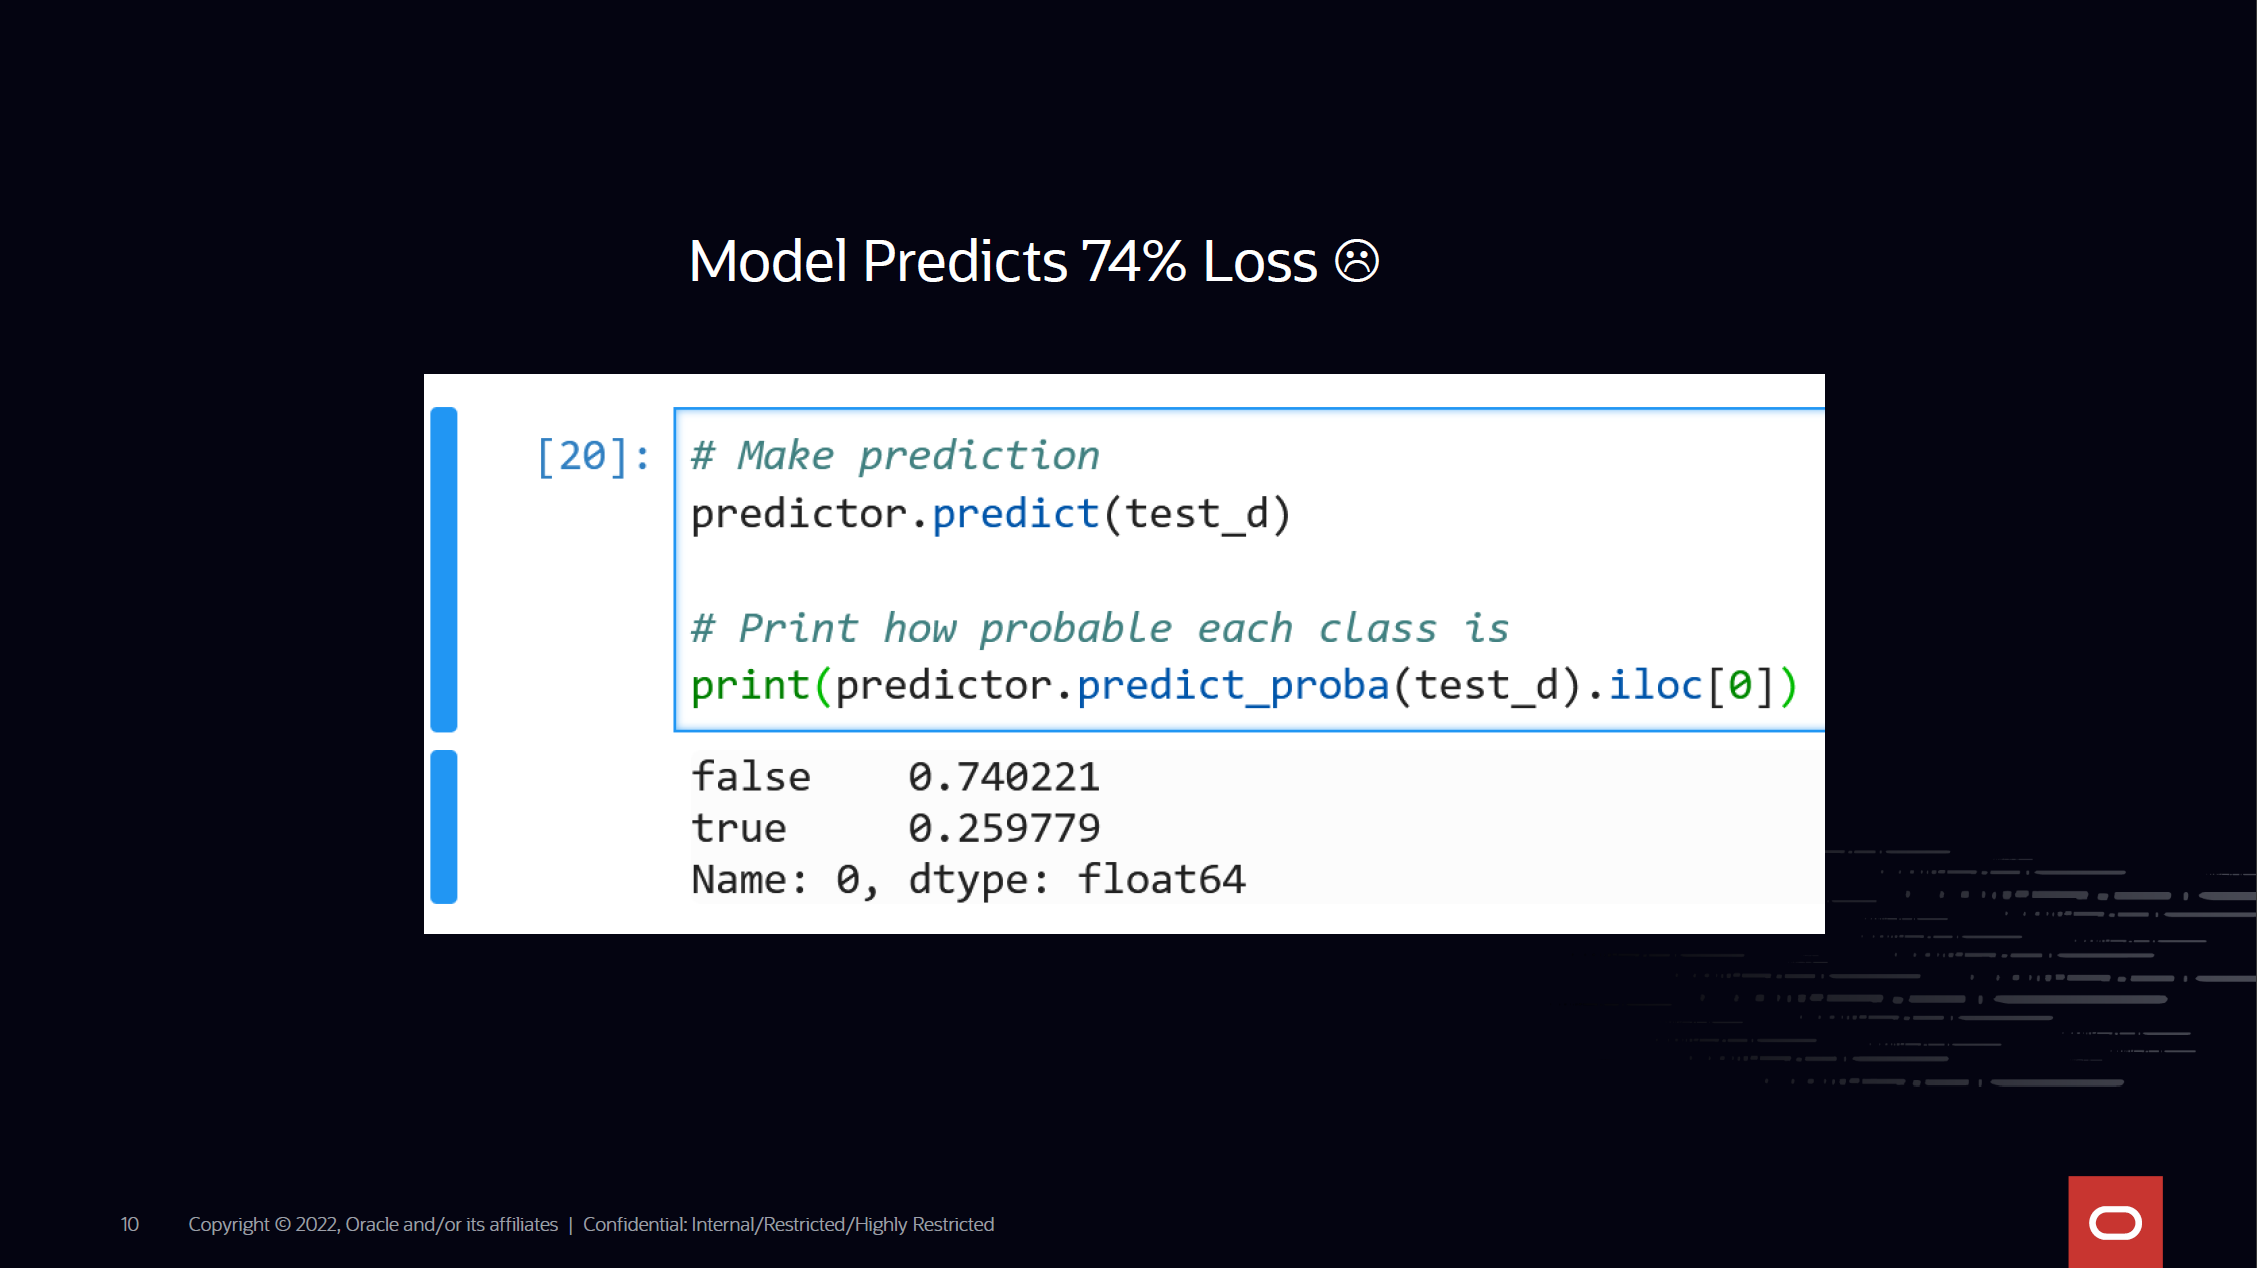 Model Predicts 74% Loss ☹
[20]: # Make prediction
predictor.predict(test_d)
# Print how probable each class is
print(predictor.predict_proba(test_d).iloc[0])
false    0.740221
true     0.259779
Name: 0, dtype: float64
10 Copyright © 2022, Oracle and/or its affiliates | Confidential: Internal/Restricted/Highly Restricted